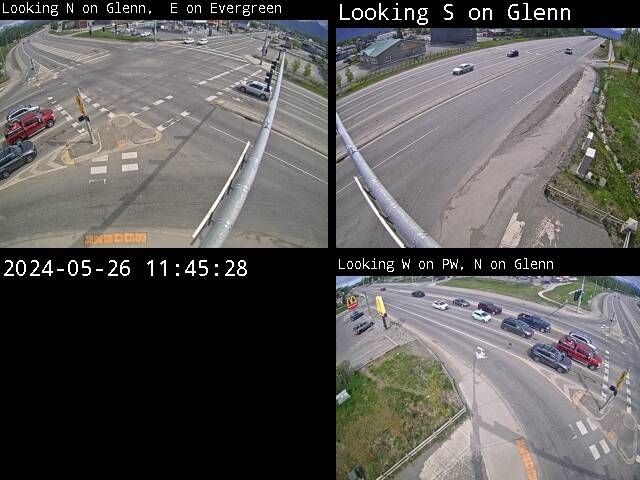 Looking N on Glenn, E on Evergreen
Looking S on Glenn
2024-05-26 11:45:28
Looking W on PW, N on Glenn